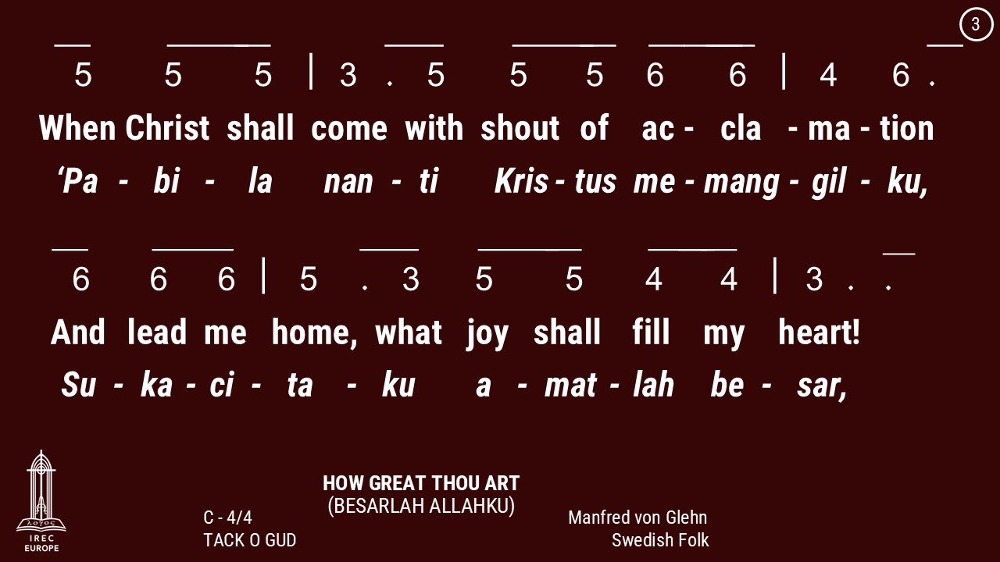 3
5 5 5 | 3 . 5 5 5 6 6 | 4 6 .
When Christ shall come with shout of ac - cla - ma - tion
‘Pa - bi - la nan - ti Kris - tus me - mang - gil - ku,
6 6 6 | 5 . 3 5 5 4 4 | 3 . .
And lead me home, what joy shall fill my heart!
Su - ka - ci - ta - ku a - mat - lah be - sar,
HOW GREAT THOU ART
(BESARLAH ALLAHKU)
C - 4/4
TACK O GUD
Manfred von Glehn
Swedish Folk
λόγος
IREC
EUROPE